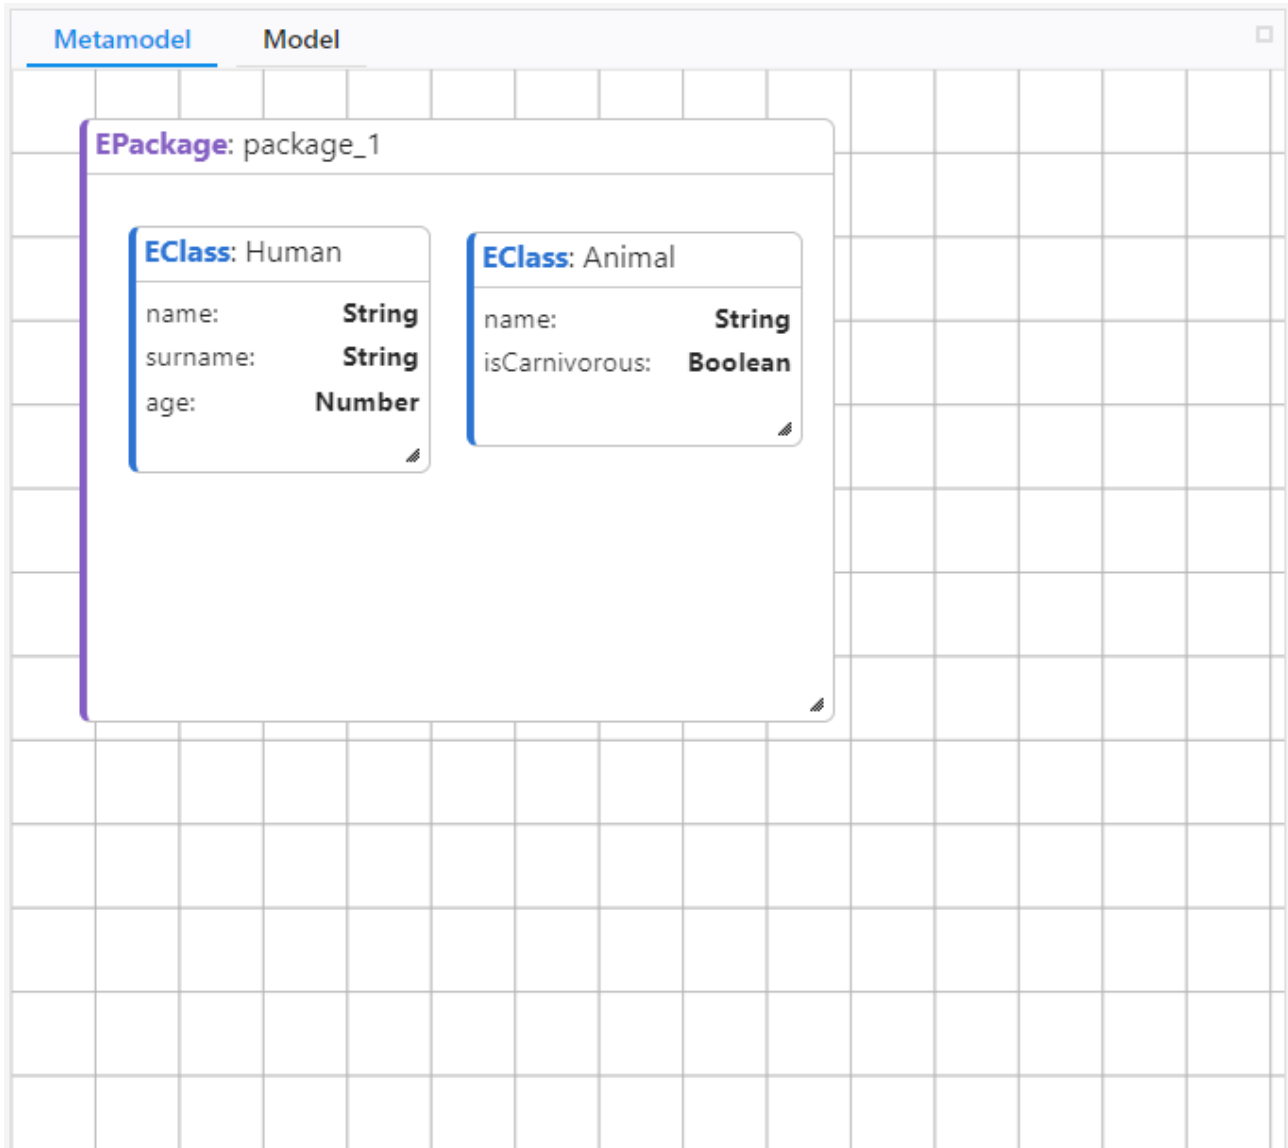 Metamodel Model
EPackage: package_1
EClass: Human
name: String
surname: String
age: Number
EClass: Animal
name: String
isCarnivorous: Boolean